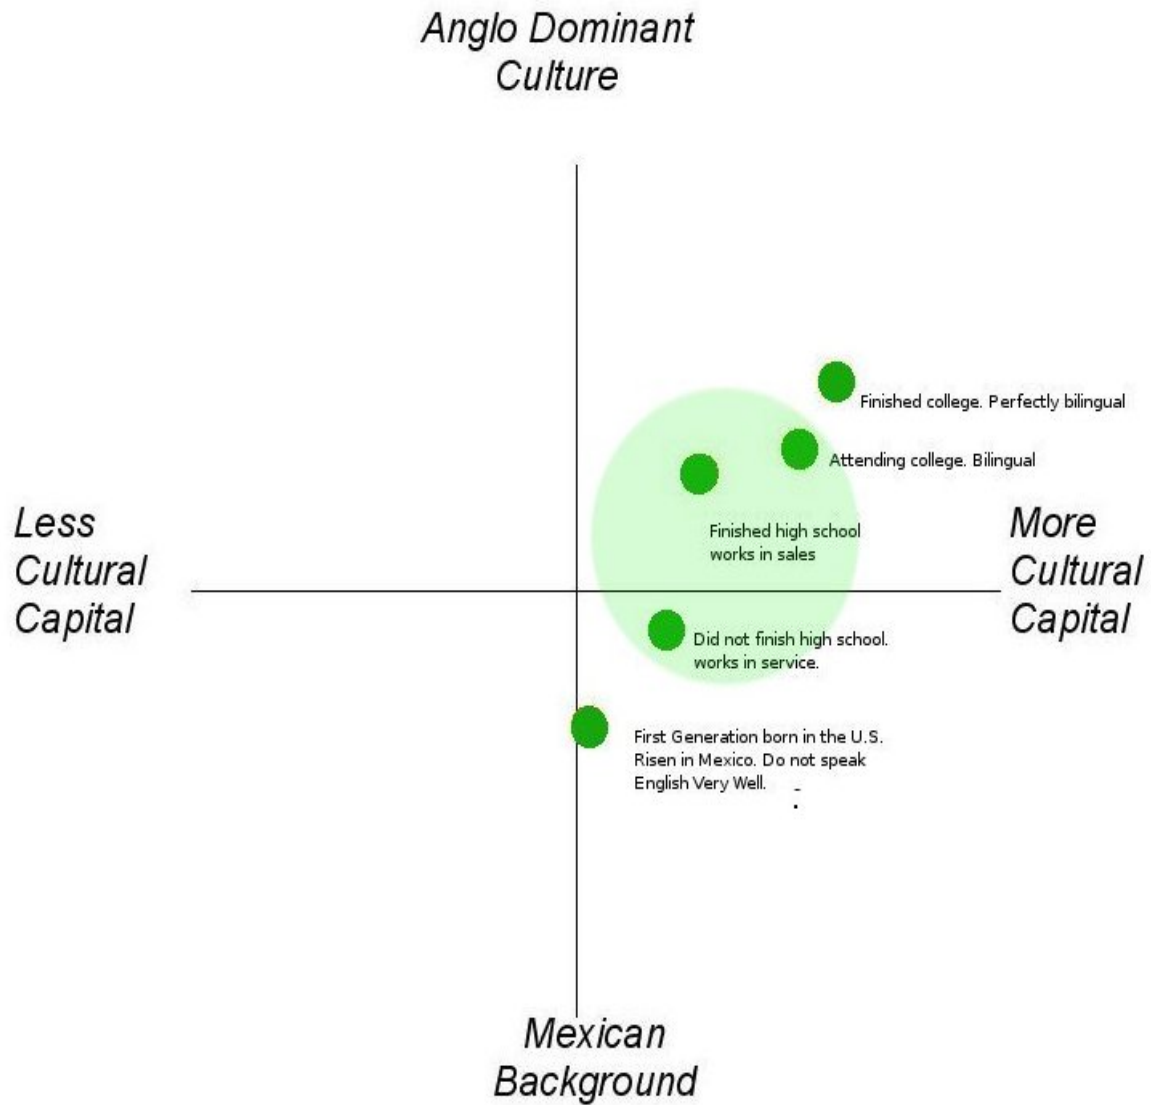 Anglo Dominant
Culture
Finished college. Perfectly bilingual
Attending college. Bilingual
Less
Cultural
Capital
Finished high school
works in sales
More
Cultural
Capital
Did not finish high school.
works in service.
First Generation born in the U.S.
Risen in Mexico. Do not speak
English Very Well.
Mexican
Background